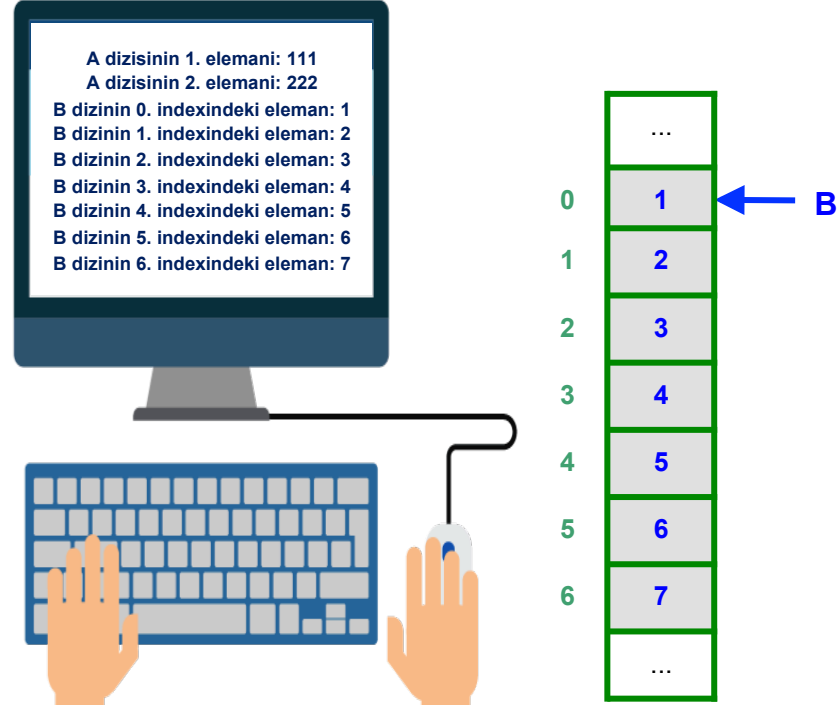 A dizisinin 1. elemani: 111
A dizisinin 2. elemani: 222
B dizinin 0. indexindeki eleman: 1
B dizinin 1. indexindeki eleman: 2
B dizinin 2. indexindeki eleman: 3
B dizinin 3. indexindeki eleman: 4
B dizinin 4. indexindeki eleman: 5
B dizinin 5. indexindeki eleman: 6
B dizinin 6. indexindeki eleman: 7
...
0 1 B
1 2
2 3
3 4
4 5
5 6
6 7
...